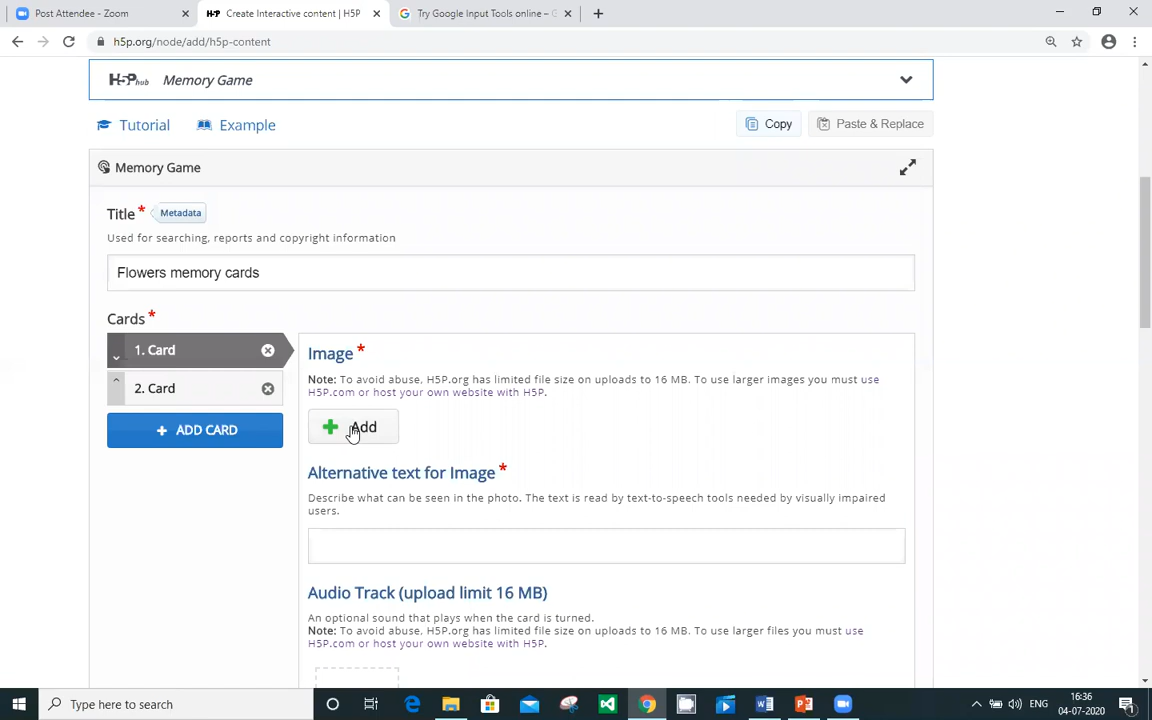 Post Attendee - Zoom
H5P Create Interactive content | H5P
Try Google Input Tools online – G
h5p.org/node/add/h5p-content
H5P hub Memory Game
Tutorial Example Copy Paste & Replace
Memory Game
Title * Metadata
Used for searching, reports and copyright information
Flowers memory cards
Cards *
1. Card
2. Card
+ ADD CARD
Image *
Note: To avoid abuse, H5P.org has limited file size on uploads to 16 MB. To use larger images you must use
H5P.com or host your own website with H5P.
Add
Alternative text for Image *
Describe what can be seen in the photo. The text is read by text-to-speech tools needed by visually impaired
users.
Audio Track (upload limit 16 MB)
An optional sound that plays when the card is turned.
Note: To avoid abuse, H5P.org has limited file size on uploads to 16 MB. To use larger files you must use
H5P.com or host your own website with H5P.
Type here to search
ENG
16:36
04-07-2020
1